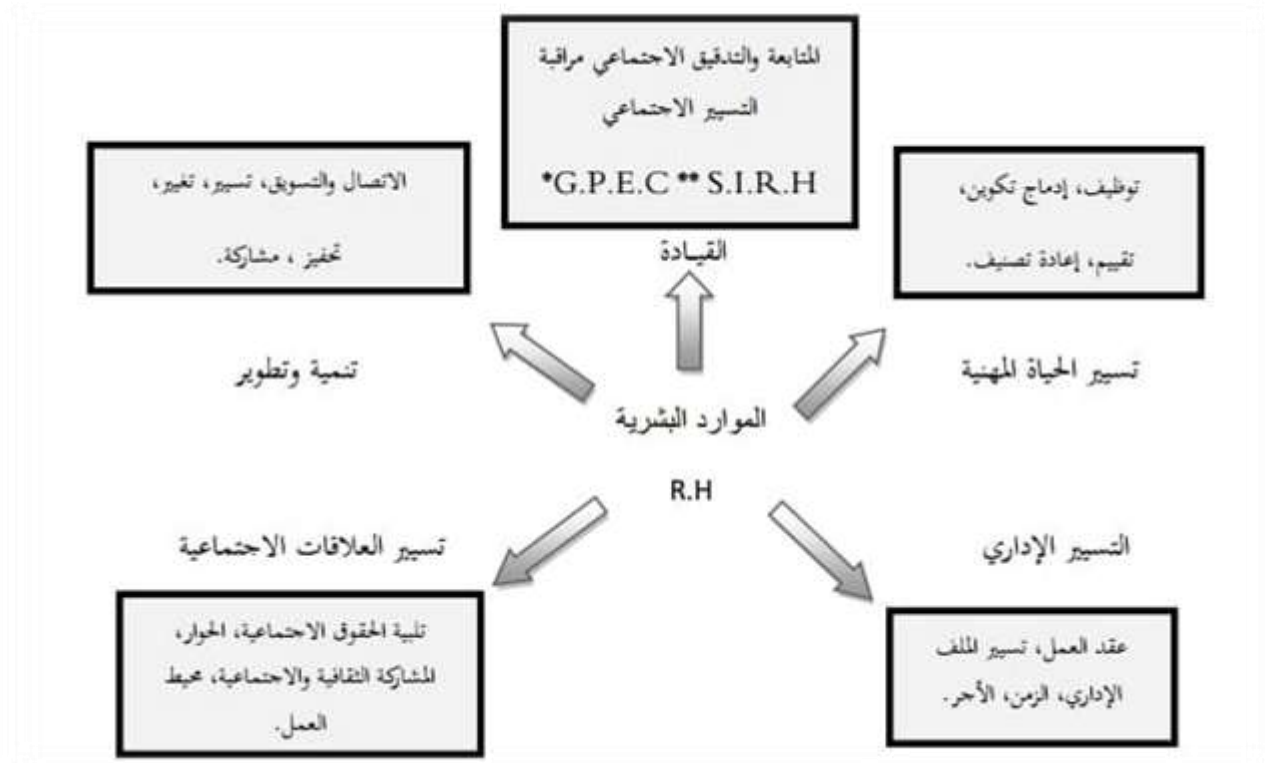 المتابعة والتدقيق الاجتماعي مراقبة
التسيير الاجتماعي
*G.P.E.C ** S.I.R.H
القيادة
توظيف، إدماج تكوين،
تقييم، إعادة تصنيف.
تسيير الحياة المهنية
الاتصال والتسويق، تسيير، تغيير،
تحفيز ، مشاركة.
تنمية وتطوير
الموارد البشرية
R.H
التسيير الإداري
عقد العمل، تسيير الملف
الإداري، الزمن، الأجر.
تسيير العلاقات الاجتماعية
تلبية الحقوق الاجتماعية، الحوار،
المشاركة الثقافية والاجتماعية، محيط
العمل.